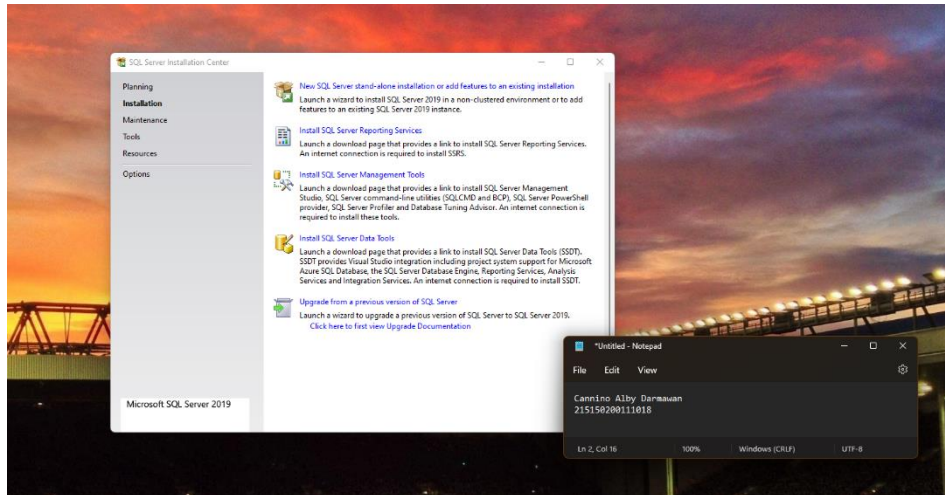 SQL Server Installation Center
Planning
Installation
Maintenance
Tools
Resources
Options
Microsoft SQL Server 2019
New SQL Server stand-alone installation or add features to an existing installation
Launch a wizard to install SQL Server 2019 in a non-clustered environment or to add
features to an existing SQL Server 2019 instance.
Install SQL Server Reporting Services
Launch a download page that provides a link to install SQL Server Reporting Services.
An internet connection is required to install SSRS.
Install SQL Server Management Tools
Launch a download page that provides a link to install SQL Server Management
Studio, SQL Server command-line utilities (SQLCMD and BCP), SQL Server PowerShell
provider, SQL Server Profiler and Database Tuning Advisor. An internet connection is
required to install these tools.
Install SQL Server Data Tools
Launch a download page that provides a link to install SQL Server Data Tools (SSDT).
SSDT provides Visual Studio integration including project system support for Microsoft
Azure SQL Database, the SQL Server Database Engine, Reporting Services, Analysis
Services and Integration Services. An internet connection is required to install SSDT.
Upgrade from a previous version of SQL Server
Launch a wizard to upgrade a previous version of SQL Server to SQL Server 2019.
Click here to first view Upgrade Documentation
*Untitled - Notepad
File Edit View
Cannino Alby Darmawan
215150200111018
Ln 2, Col 16 100% Windows (CRLF) UTF-8